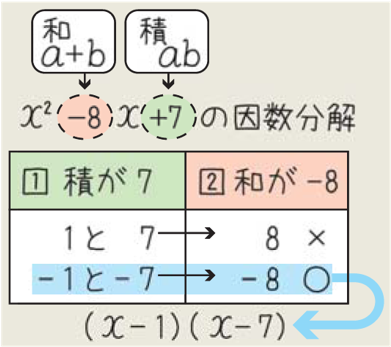 和 積
a+b ab
x² -8 x +7 の因数分解
1 積が 7 2 和が -8
1と 7 → 8 ×
-1と-7 → -8 ○
(x-1)(x-7)